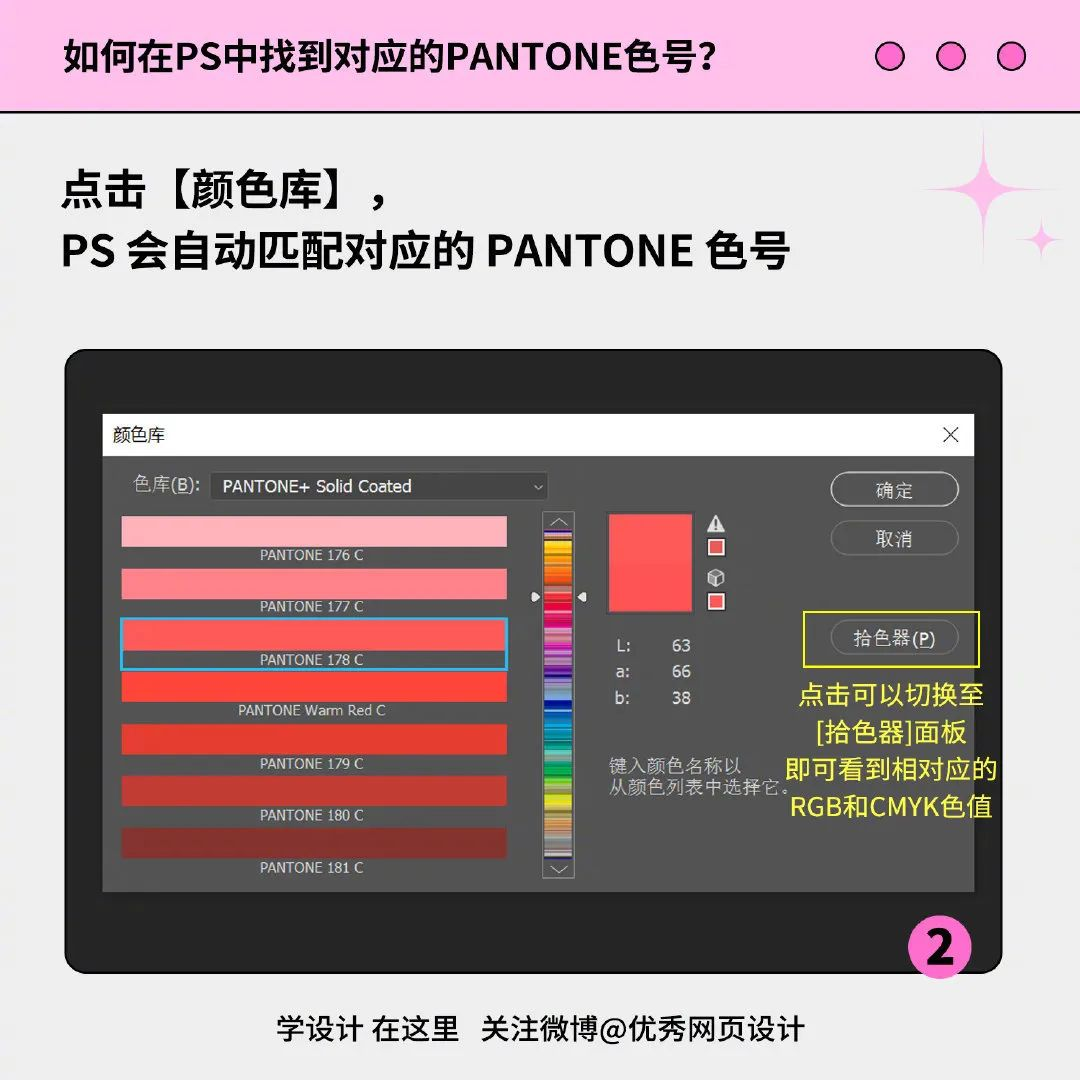 如何在PS中找到对应的PANTONE色号?
点击【颜色库】,
PS 会自动匹配对应的 PANTONE 色号
颜色库
色库(B):
PANTONE+ Solid Coated
PANTONE 176 C
PANTONE 177 C
PANTONE 178 C
PANTONE Warm Red C
PANTONE 179 C
PANTONE 180 C
PANTONE 181 C
L: 63
a: 66
b: 38
键入颜色名称以
从颜色列表中选择它。
确定
取消
拾色器(P)
点击可以切换至
[拾色器]面板
即可看到相对应的
RGB和CMYK色值
2
学设计 在这里 关注微博@优秀网页设计